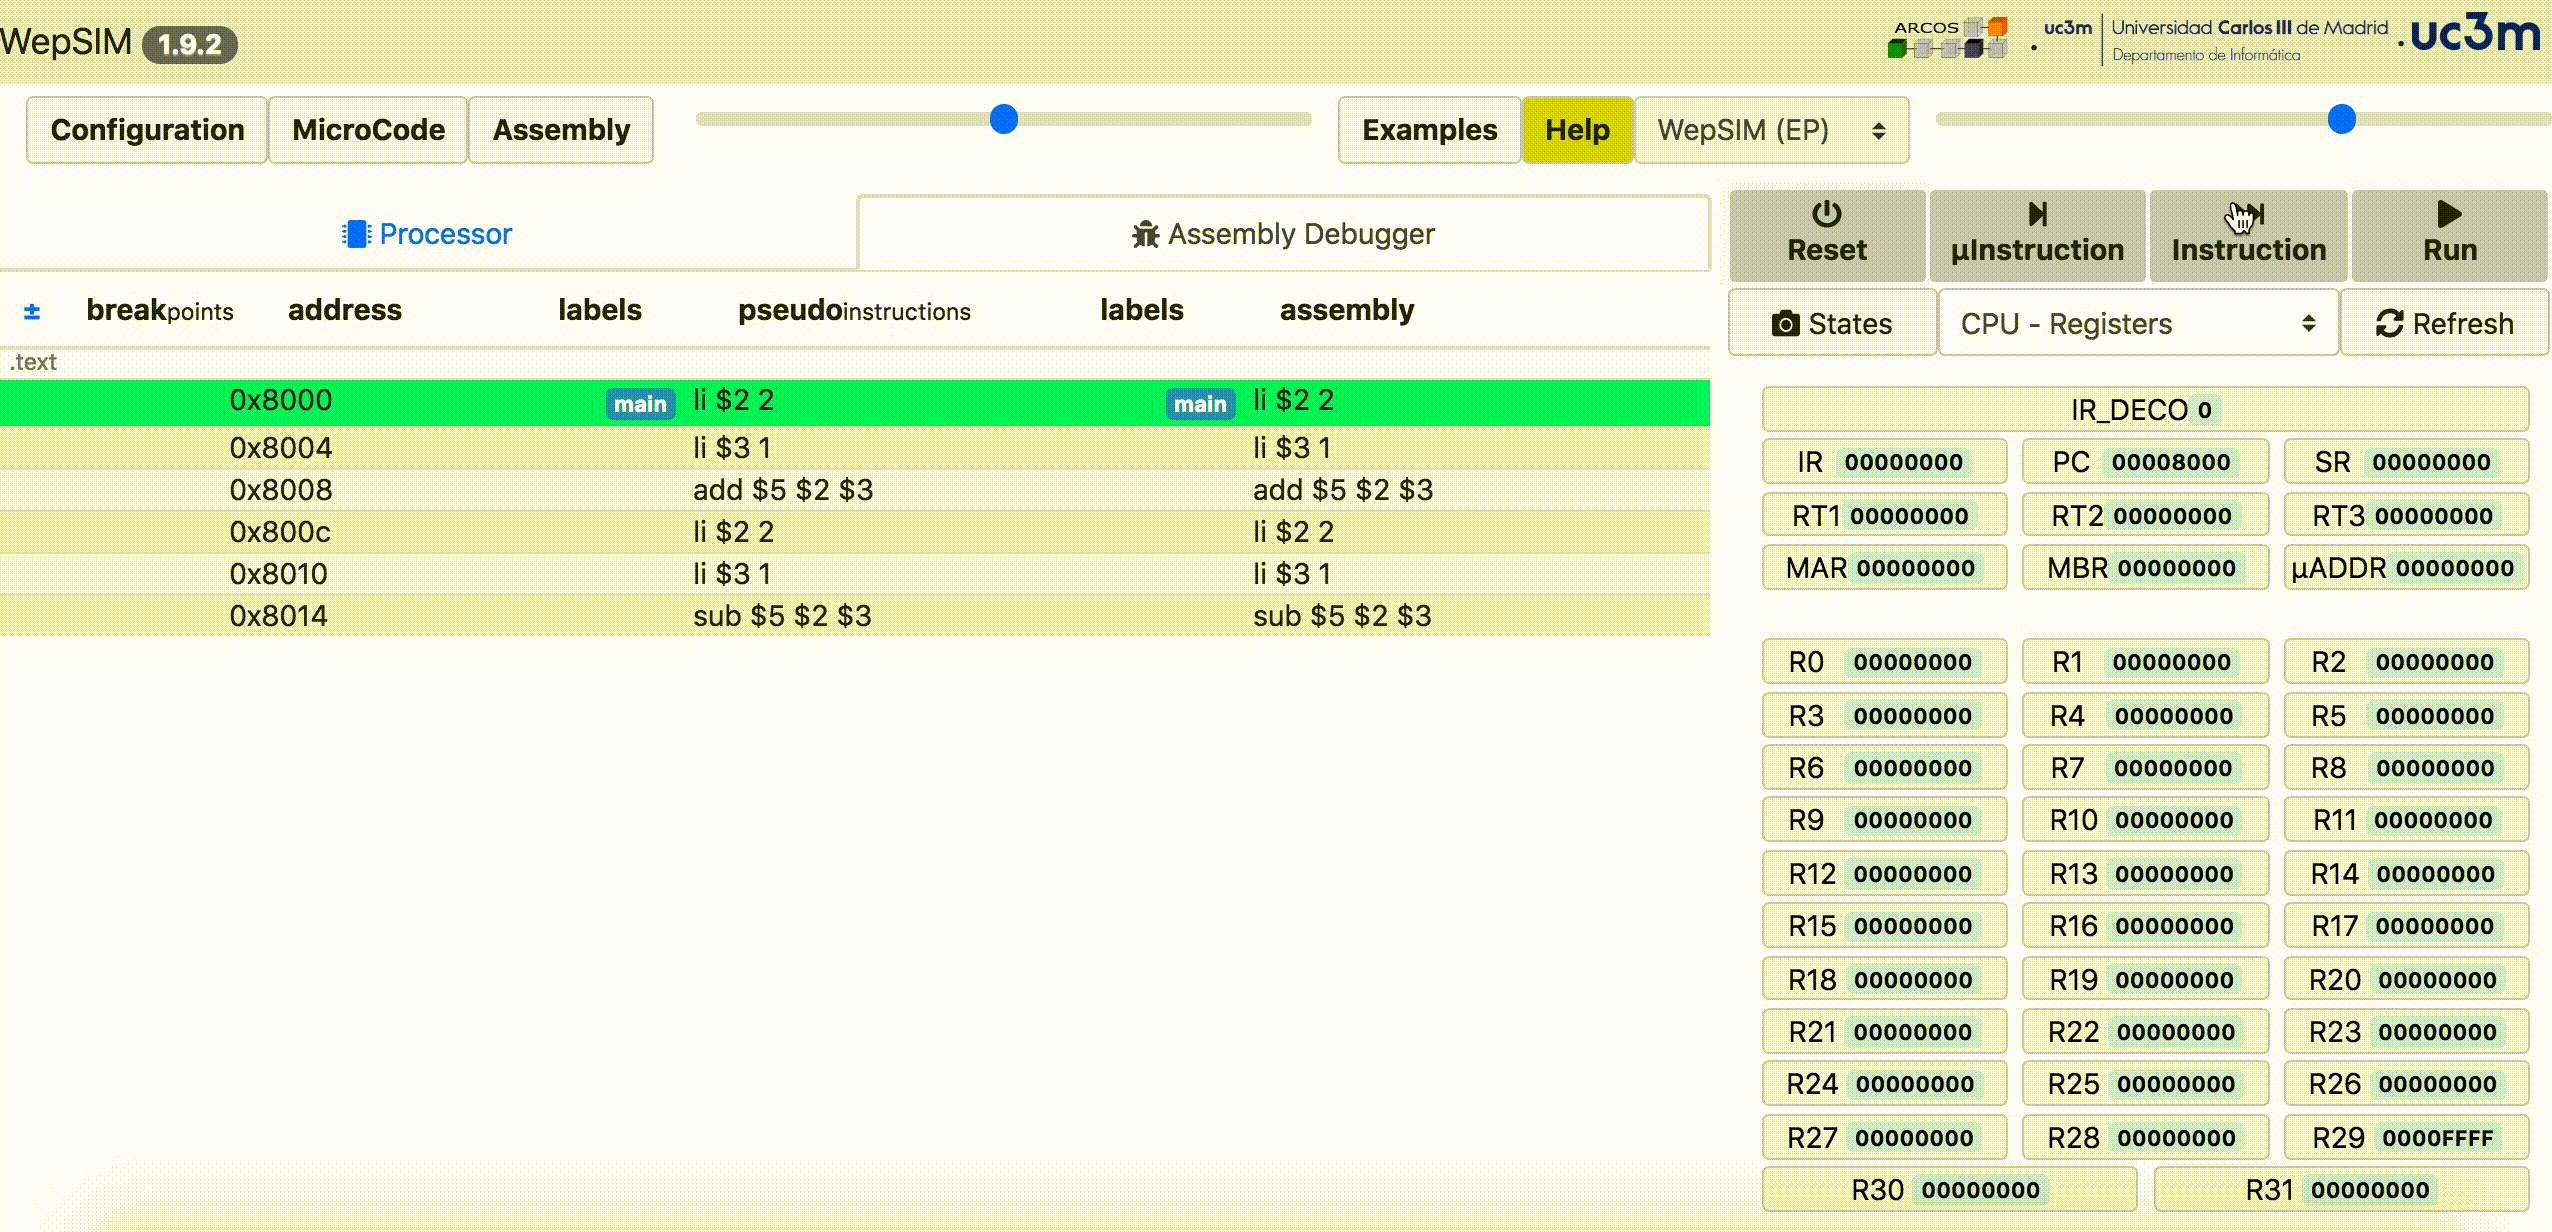 WepSIM 1.9.2
ARCOS
uc3m Universidad Carlos III de Madrid
Departamento de Informática
.uc3m
Configuration MicroCode Assembly
Examples Help WepSIM (EP)
Processor Assembly Debugger
Reset µInstruction Instruction Run
± breakpoints address labels pseudoinstructions labels assembly
States CPU - Registers Refresh
.text
0x8000 main li $2 2 main li $2 2
0x8004 li $3 1 li $3 1
0x8008 add $5 $2 $3 add $5 $2 $3
0x800c li $2 2 li $2 2
0x8010 li $3 1 li $3 1
0x8014 sub $5 $2 $3 sub $5 $2 $3
IR_DECO 0
IR 00000000 PC 00008000 SR 00000000
RT1 00000000 RT2 00000000 RT3 00000000
MAR 00000000 MBR 00000000 µADDR 00000000
R0 00000000 R1 00000000 R2 00000000
R3 00000000 R4 00000000 R5 00000000
R6 00000000 R7 00000000 R8 00000000
R9 00000000 R10 00000000 R11 00000000
R12 00000000 R13 00000000 R14 00000000
R15 00000000 R16 00000000 R17 00000000
R18 00000000 R19 00000000 R20 00000000
R21 00000000 R22 00000000 R23 00000000
R24 00000000 R25 00000000 R26 00000000
R27 00000000 R28 00000000 R29 0000FFFF
R30 00000000 R31 00000000